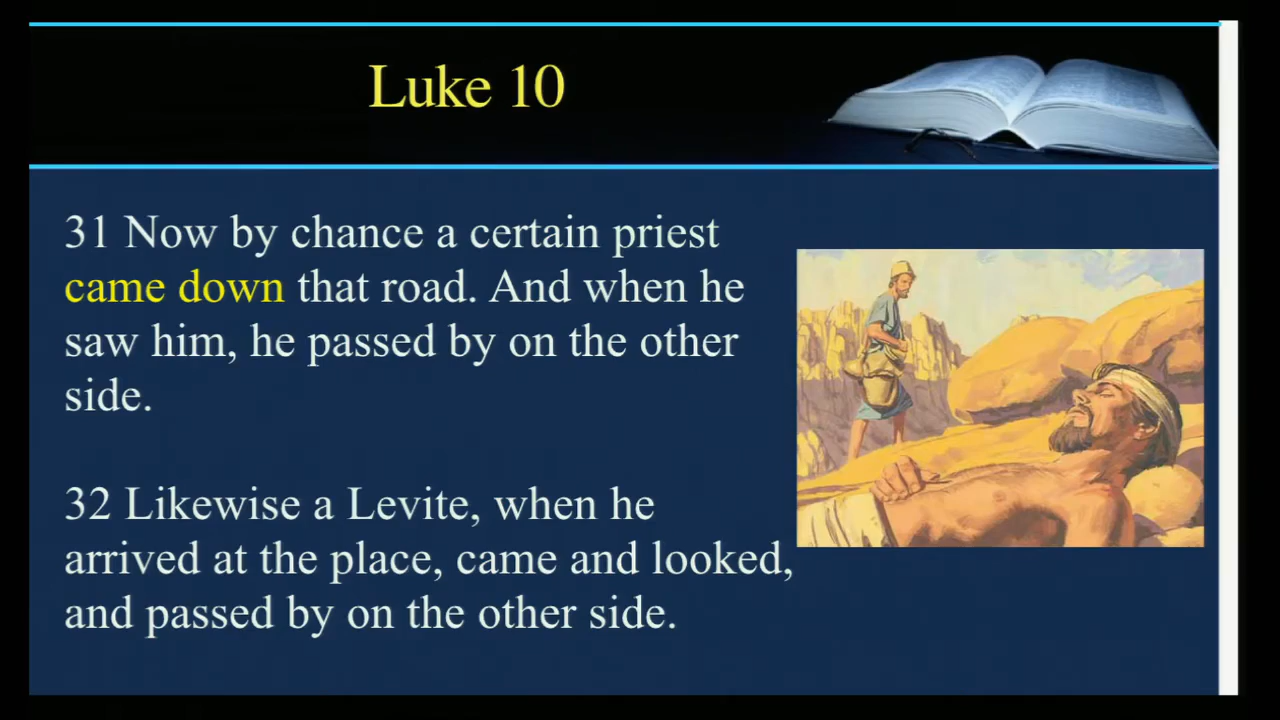 Luke 10
31 Now by chance a certain priest
came down that road. And when he
saw him, he passed by on the other
side.
32 Likewise a Levite, when he
arrived at the place, came and looked,
and passed by on the other side.